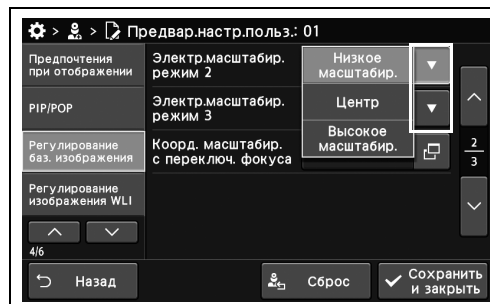 > > Предвар.настр.польз.: 01
Предпочтения
при отображении
PIP/POP
Регулирование
баз. изображения
Регулирование
изображения WLI
4/6
Электр.масштабир.
режим 2
Электр.масштабир.
режим 3
Коорд. масштабир.
с переключ. фокуса
Низкое
масштабир.
Центр
Высокое
масштабир.
2
3
Назад
Сброс
Сохранить
и закрыть